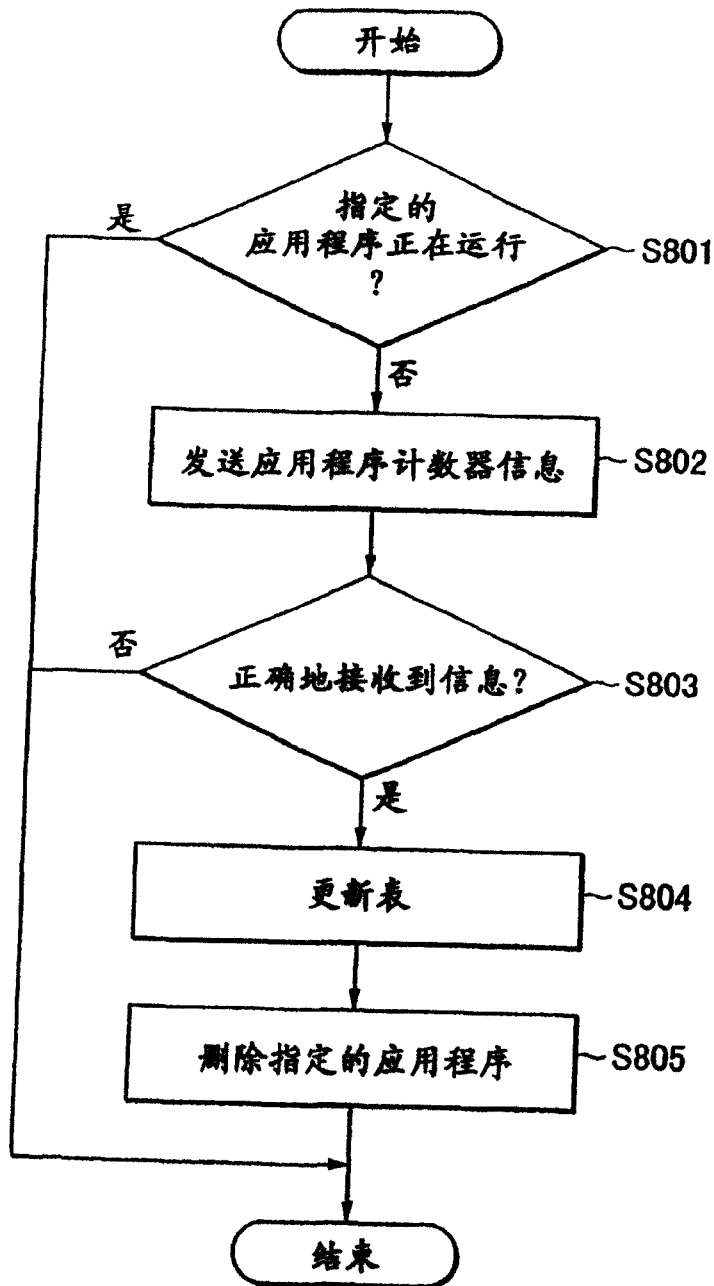 开始
指定的
应用程序正在运行
?
S801
是
否
发送应用程序计数器信息
S802
正确地接收到信息?
S803
否
是
更新表
S804
删除指定的应用程序
S805
结束